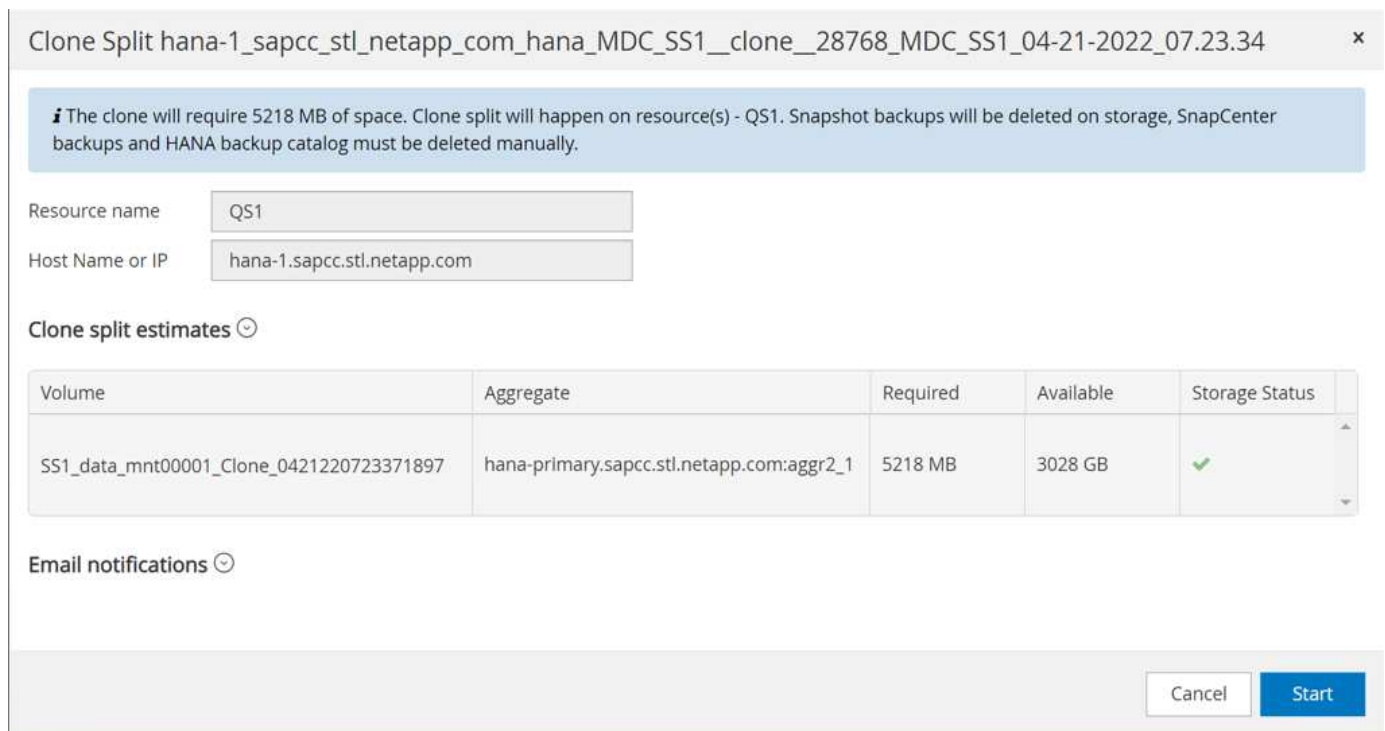 Clone Split hana-1_sapcc_stl_netapp_com_hana_MDC_SS1__clone__28768_MDC_SS1_04-21-2022_07.23.34 ×
i The clone will require 5218 MB of space. Clone split will happen on resource(s) - QS1. Snapshot backups will be deleted on storage, SnapCenter
backups and HANA backup catalog must be deleted manually.
Resource name QS1
Host Name or IP hana-1.sapcc.stl.netapp.com
Clone split estimates
Volume Aggregate Required Available Storage Status
SS1_data_mnt00001_Clone_0421220723371897 hana-primary.sapcc.stl.netapp.com:aggr2_1 5218 MB 3028 GB
Email notifications
Cancel Start